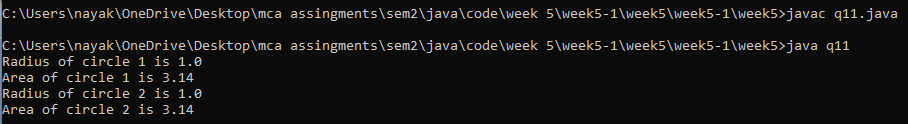 C:\Users\nayak\OneDrive\Desktop\mca assingments\sem2\java\code\week 5\week5-1\week5\week5-1\week5>javac q11.java
C:\Users\nayak\OneDrive\Desktop\mca assingments\sem2\java\code\week 5\week5-1\week5\week5-1\week5>java q11
Radius of circle 1 is 1.0
Area of circle 1 is 3.14
Radius of circle 2 is 1.0
Area of circle 2 is 3.14